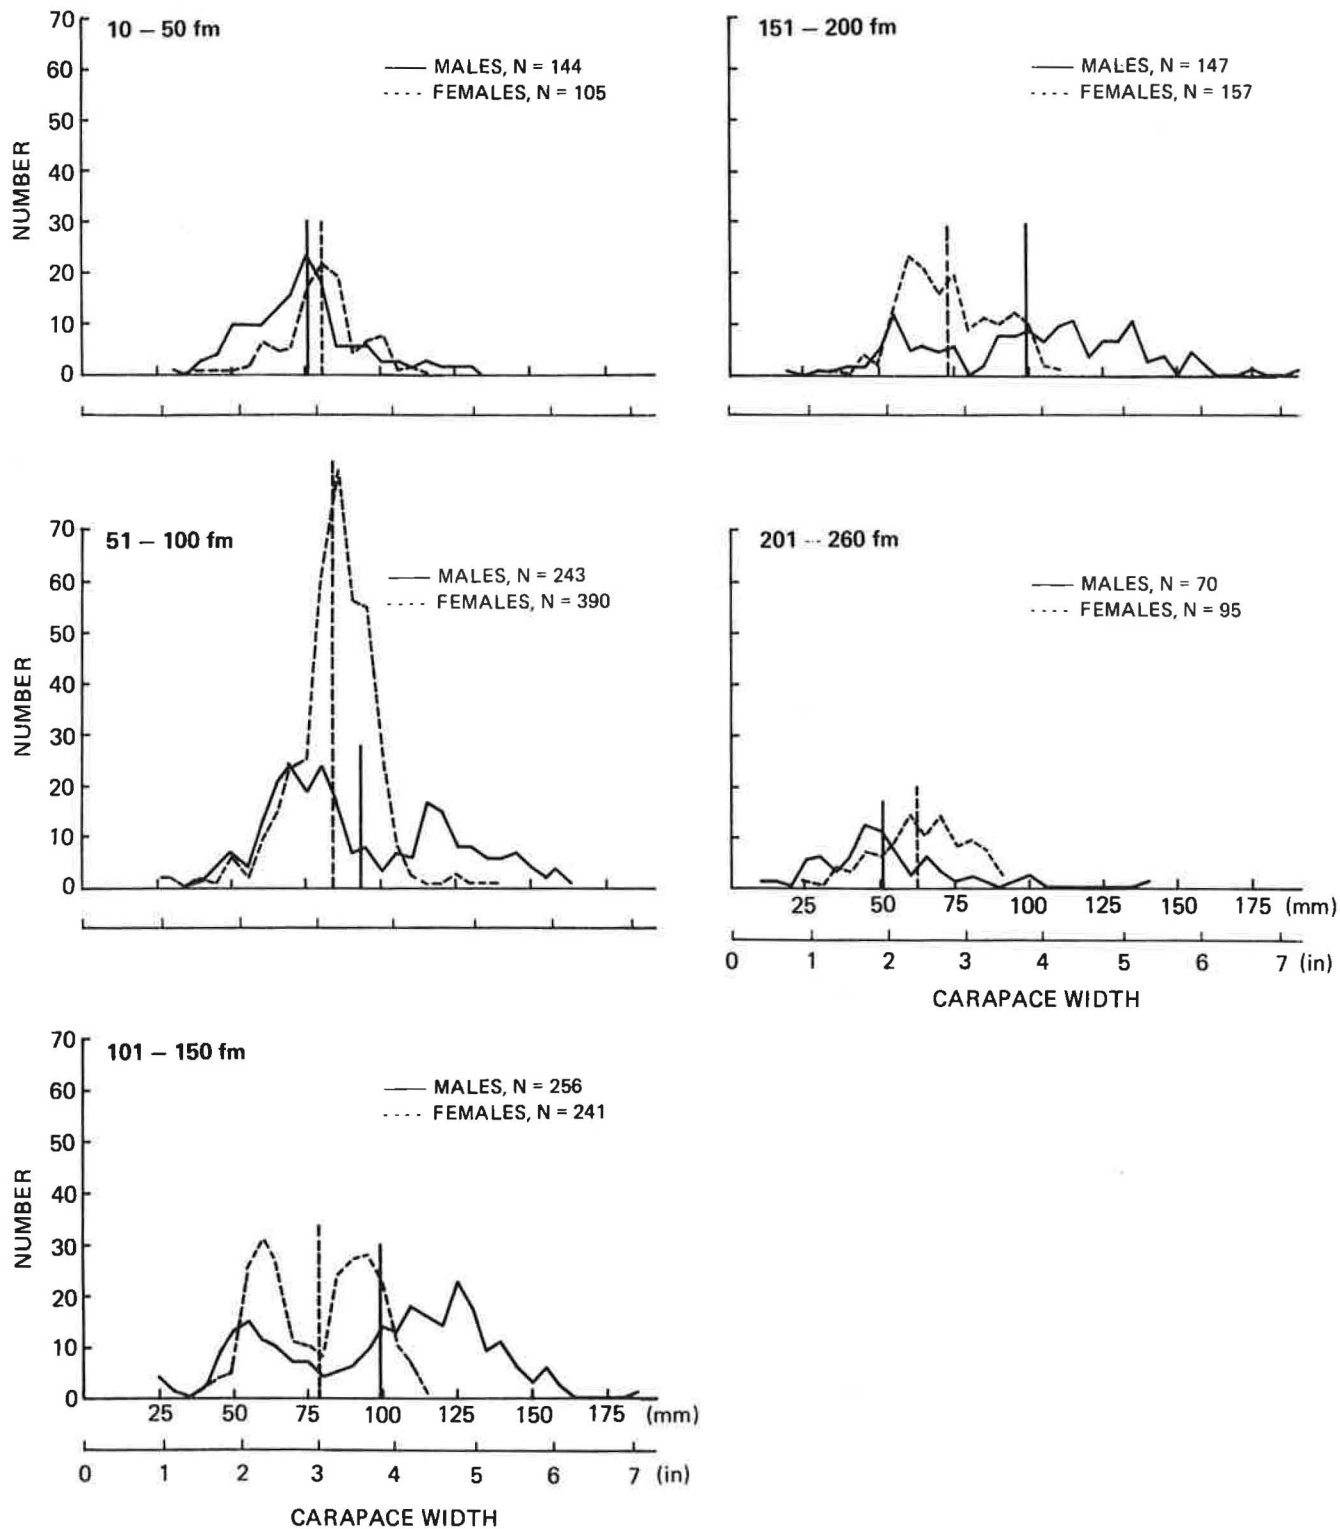 10 – 50 fm
MALES, N = 144
FEMALES, N = 105
NUMBER
70
60
50
40
30
20
10
0
151 – 200 fm
MALES, N = 147
FEMALES, N = 157
51 – 100 fm
MALES, N = 243
FEMALES, N = 390
NUMBER
70
60
50
40
30
20
10
0
201 – 260 fm
MALES, N = 70
FEMALES, N = 95
25 50 75 100 125 150 175 (mm)
0 1 2 3 4 5 6 7 (in)
CARAPACE WIDTH
101 – 150 fm
MALES, N = 256
FEMALES, N = 241
NUMBER
70
60
50
40
30
20
10
0
25 50 75 100 125 150 175 (mm)
0 1 2 3 4 5 6 7 (in)
CARAPACE WIDTH